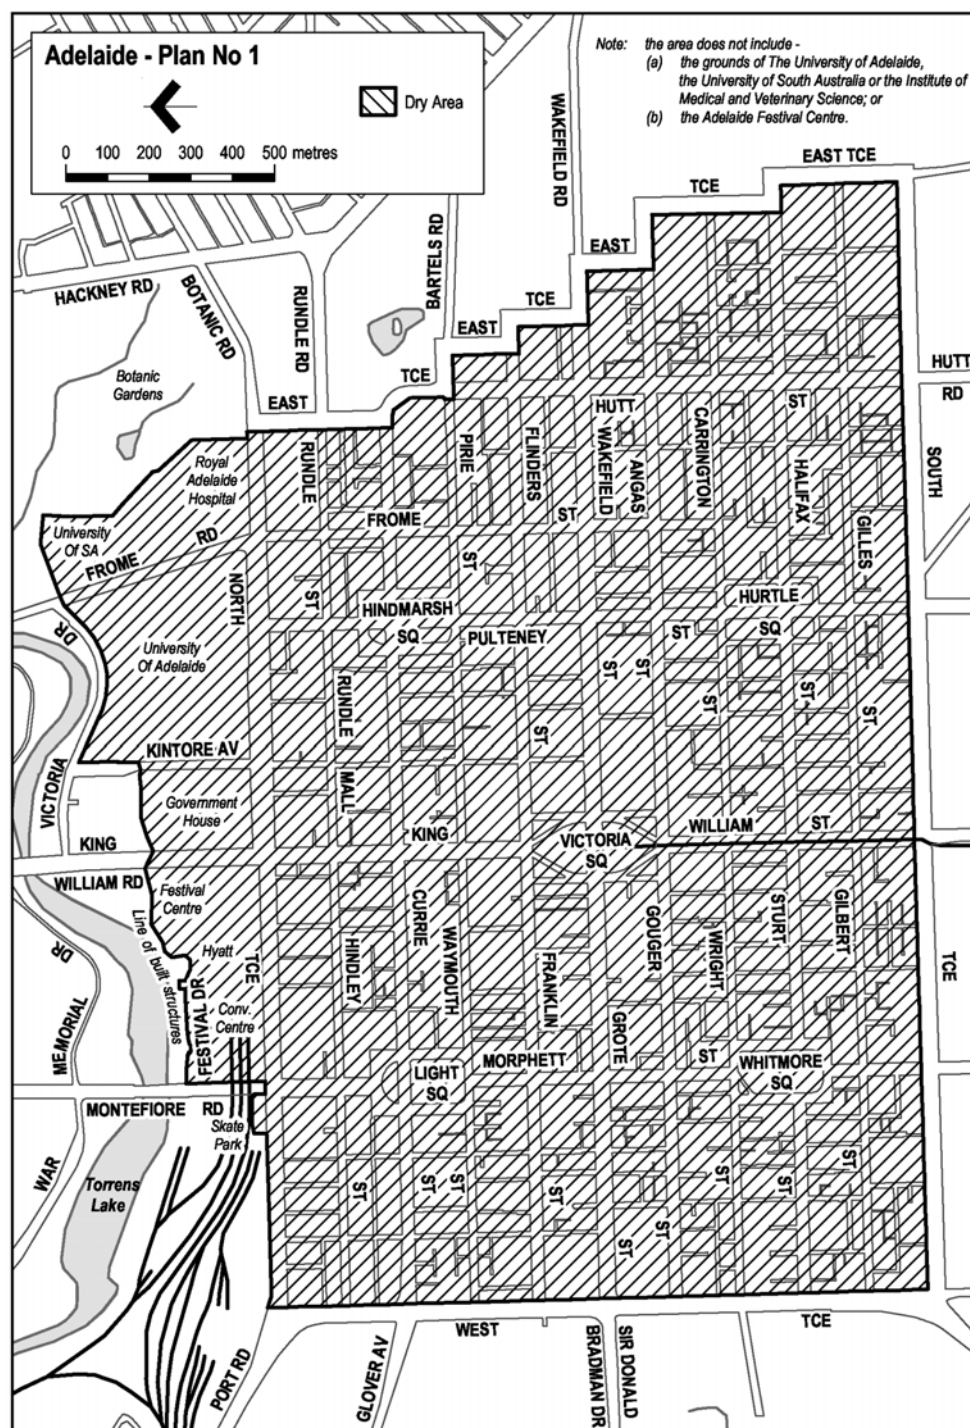 Adelaide - Plan No 1
Dry Area
0 100 200 300 400 500 metres
Note: the area does not include -
(a) the grounds of The University of Adelaide,
the University of South Australia or the Institute of
Medical and Veterinary Science; or
(b) the Adelaide Festival Centre.
WAKEFIELD RD
EAST TCE
TCE
EAST
BARTELS RD
HACKNEY RD
BOTANIC RD
RUNDLE RD
TCE
EAST
Botanic
Gardens
TCE
EAST
HUTT
RD
HUTT
ST
Royal
Adelaide
Hospital
RUNDLE
PIRIE
FLINDERS
WAKEFIELD
ANGAS
CARRINGTON
HALIFAX
SOUTH
University
Of SA
FROME
RD
FROME
ST
GILLES
NORTH
ST
ST
HINDMARSH
SQ
HURTLE
SQ
DR
University
Of Adelaide
PULTENEY
ST
RUNDLE
ST
ST
ST
ST
ST
ST
KINTORE AV
VICTORIA
MALL
Government
House
KING
WILLIAM
ST
KING
VICTORIA
SQ
WILLIAM RD
Festival
Centre
CURRIE
WAYMOUTH
GOUGER
STURT
GILBERT
DR
Line of built structures
Hyatt
TCE
HINDLEY
FRANKLIN
WRIGHT
TCE
MEMORIAL
FESTIVAL DR
Conv.
Centre
GROTE
LIGHT
SQ
MORPHETT
ST
WHITMORE
SQ
MONTEFIORE RD
Skate
Park
WAR
Torrens
Lake
ST
ST
ST
ST
ST
ST
ST
ST
ST
WEST
TCE
PORT RD
GLOVER AV
BRADMAN DR
SIR DONALD